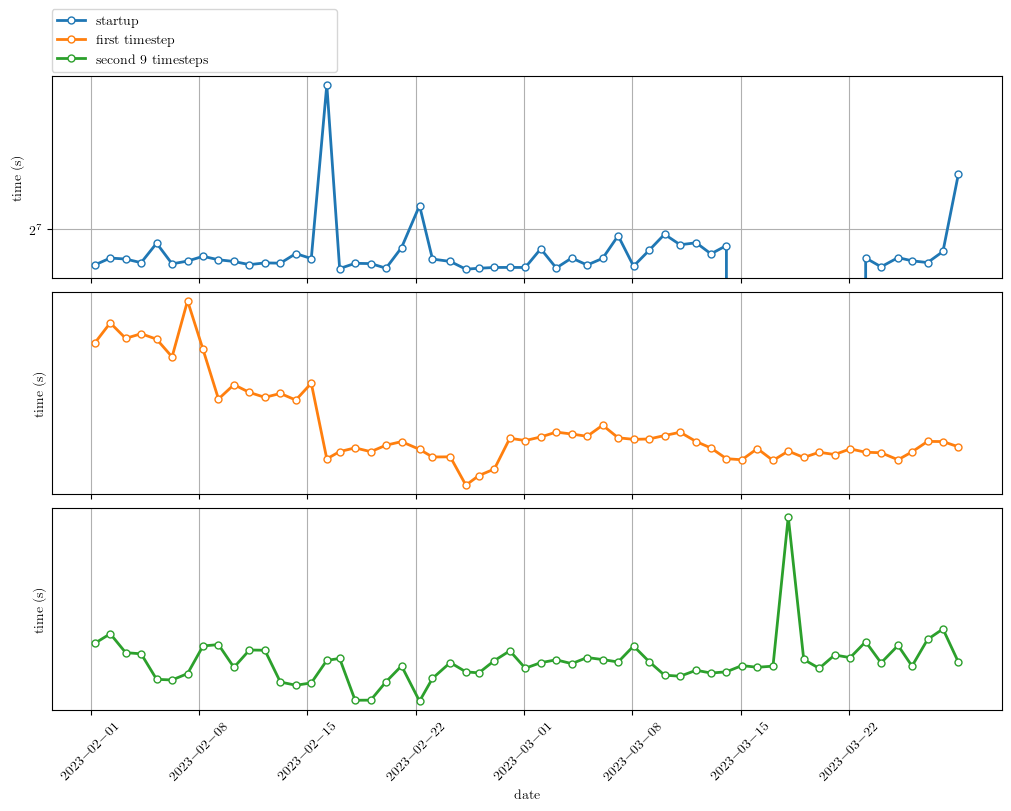 startup
first timestep
second 9 timesteps
time (s)
2^7
time (s)
time (s)
2023−02−01
2023−02−08
2023−02−15
2023−02−22
2023−03−01
2023−03−08
2023−03−15
2023−03−22
date